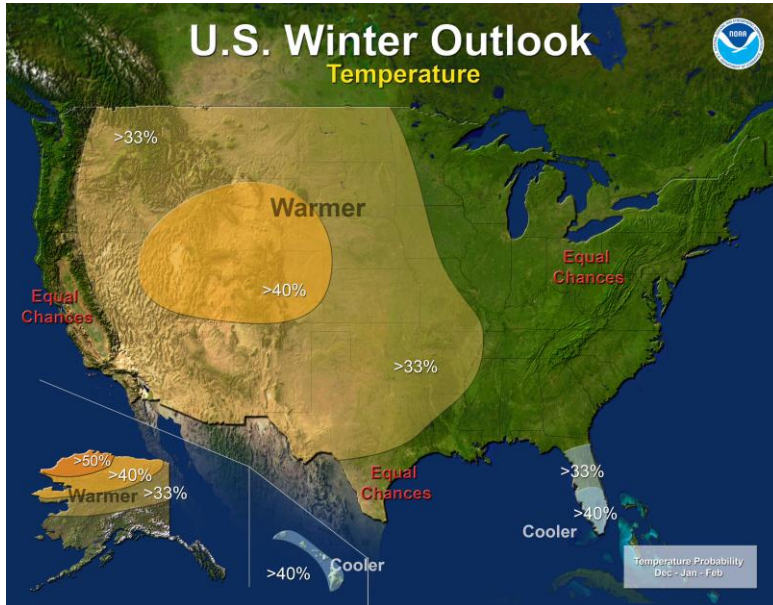 U.S. Winter Outlook
Temperature
NOAA
>33%
Warmer
>40%
Equal
Chances
Equal
Chances
>33%
>50%
>40%
>33%
Warmer
Equal
Chances
>33%
>40%
Cooler
Cooler
>40%
Temperature Probability
Dec - Jan - Feb